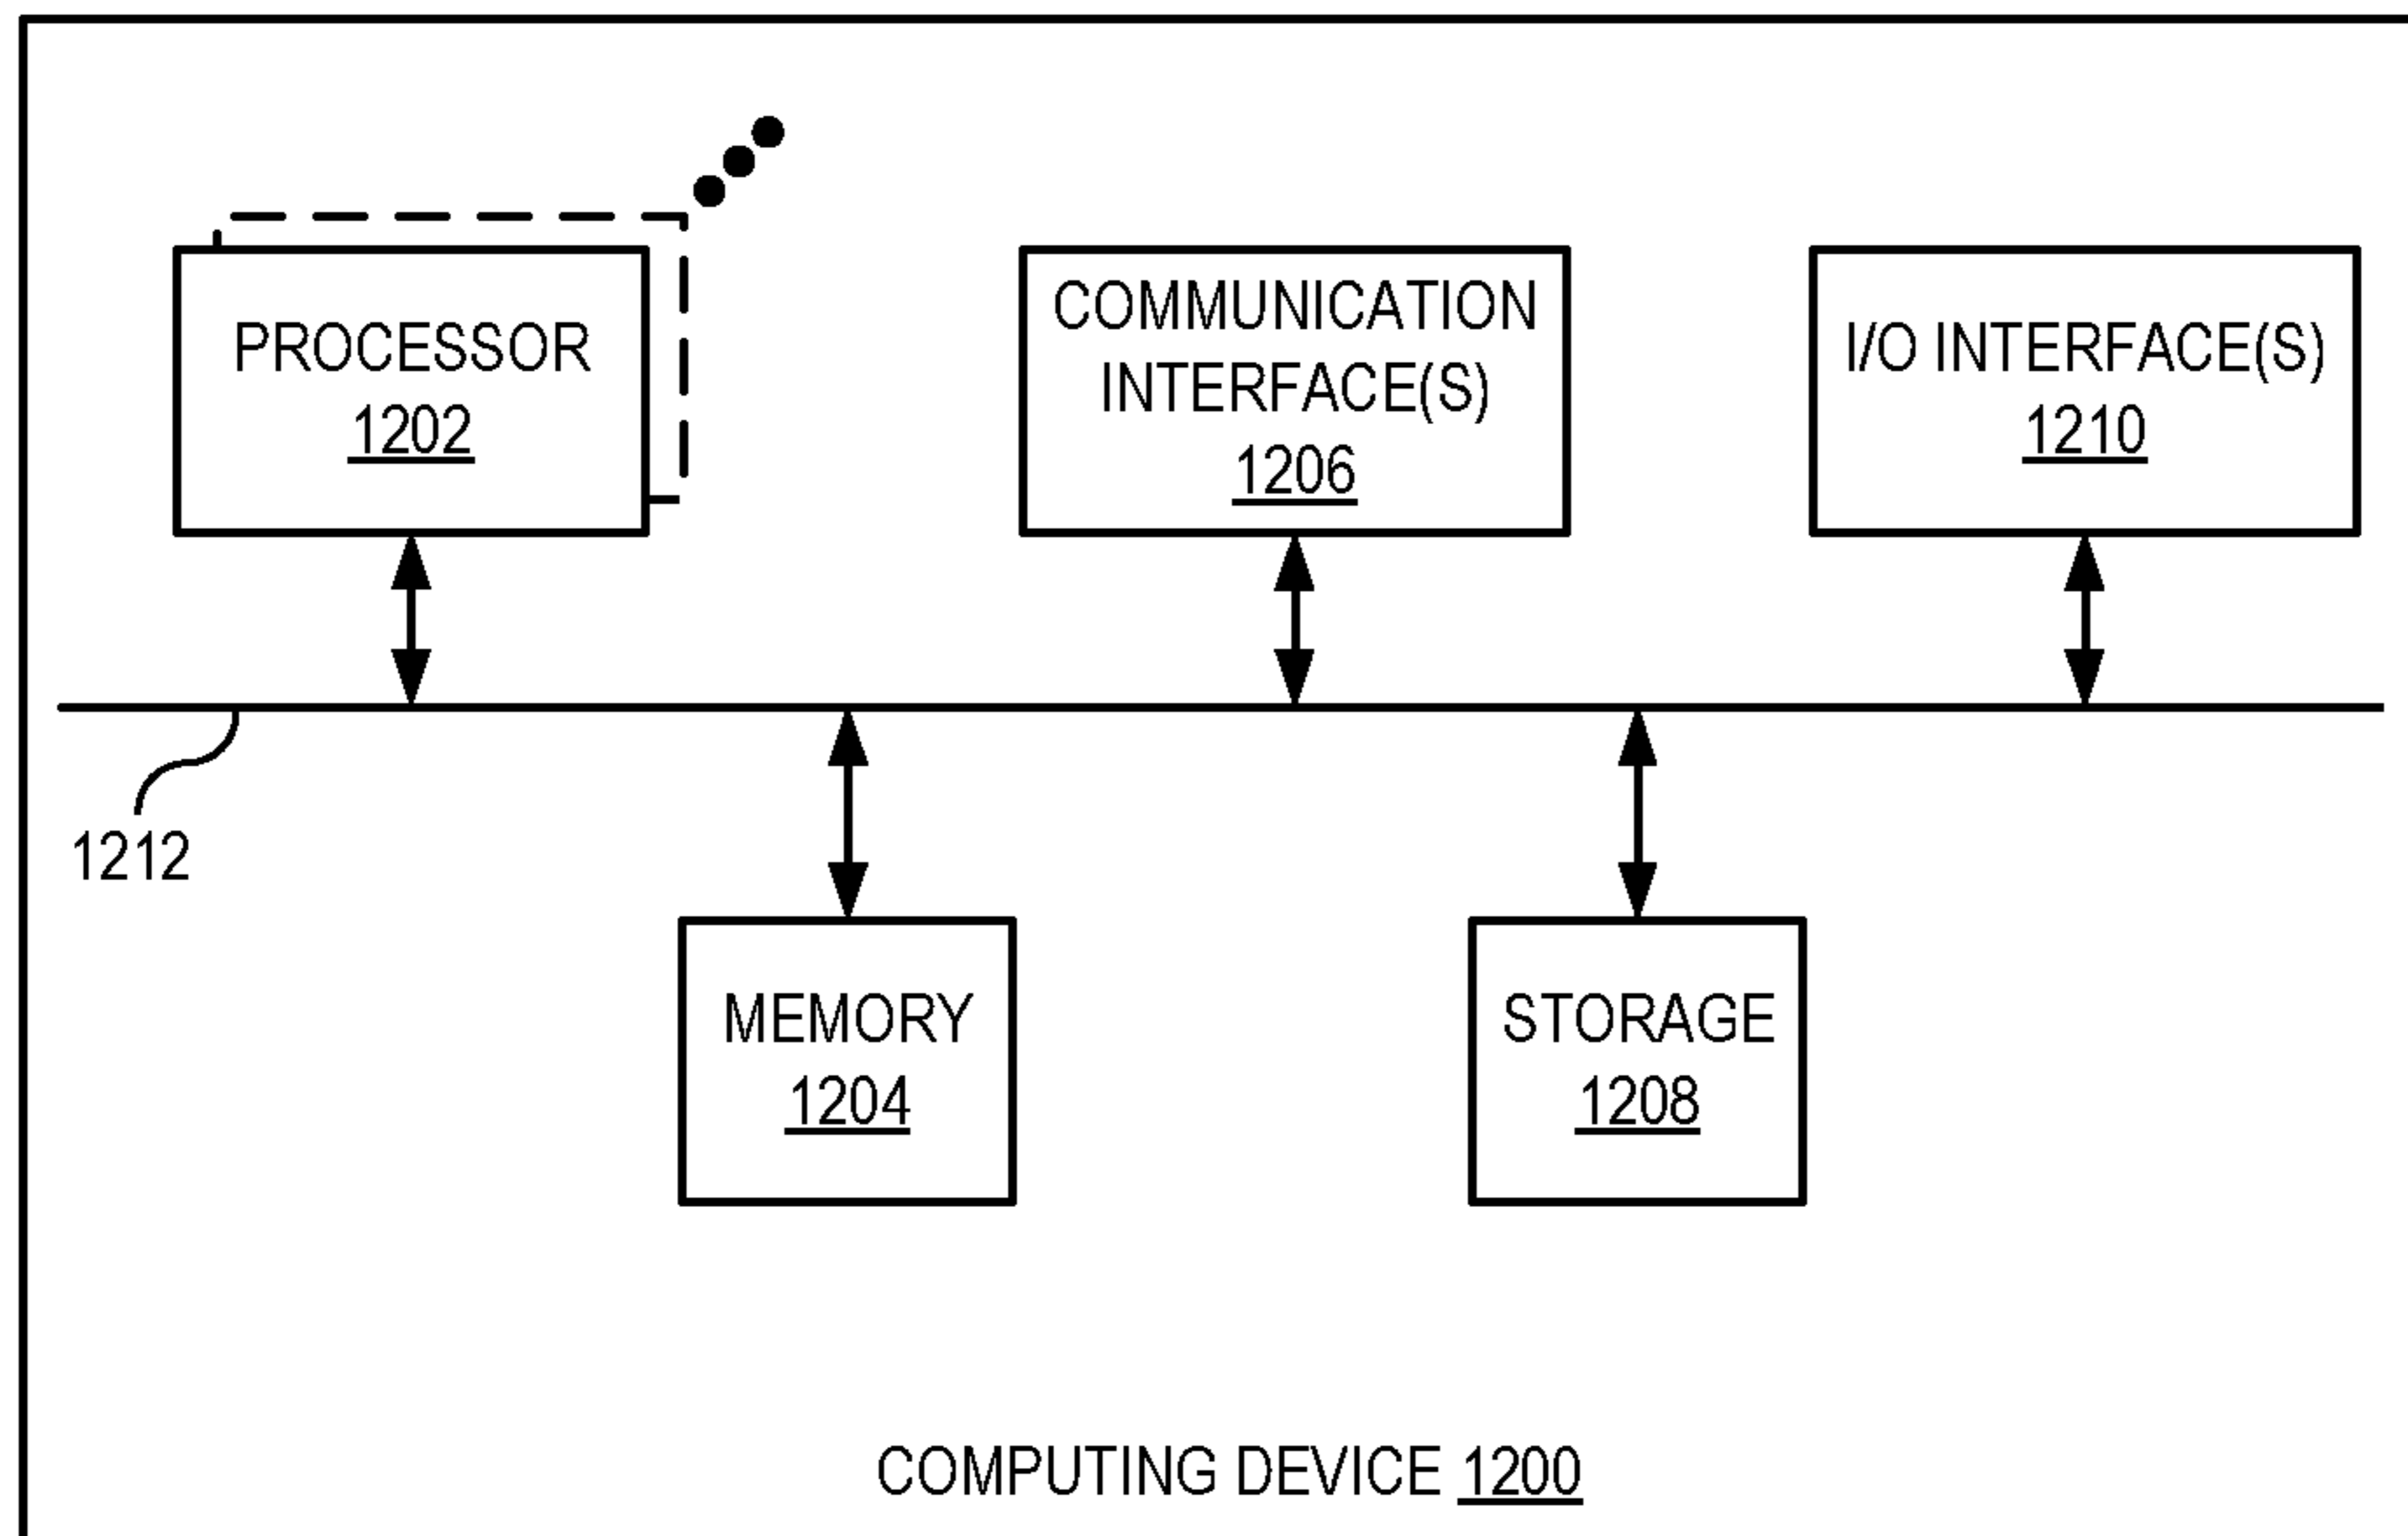 PROCESSOR
1202
COMMUNICATION
INTERFACE(S)
1206
I/O INTERFACE(S)
1210
1212
MEMORY
1204
STORAGE
1208
COMPUTING DEVICE 1200